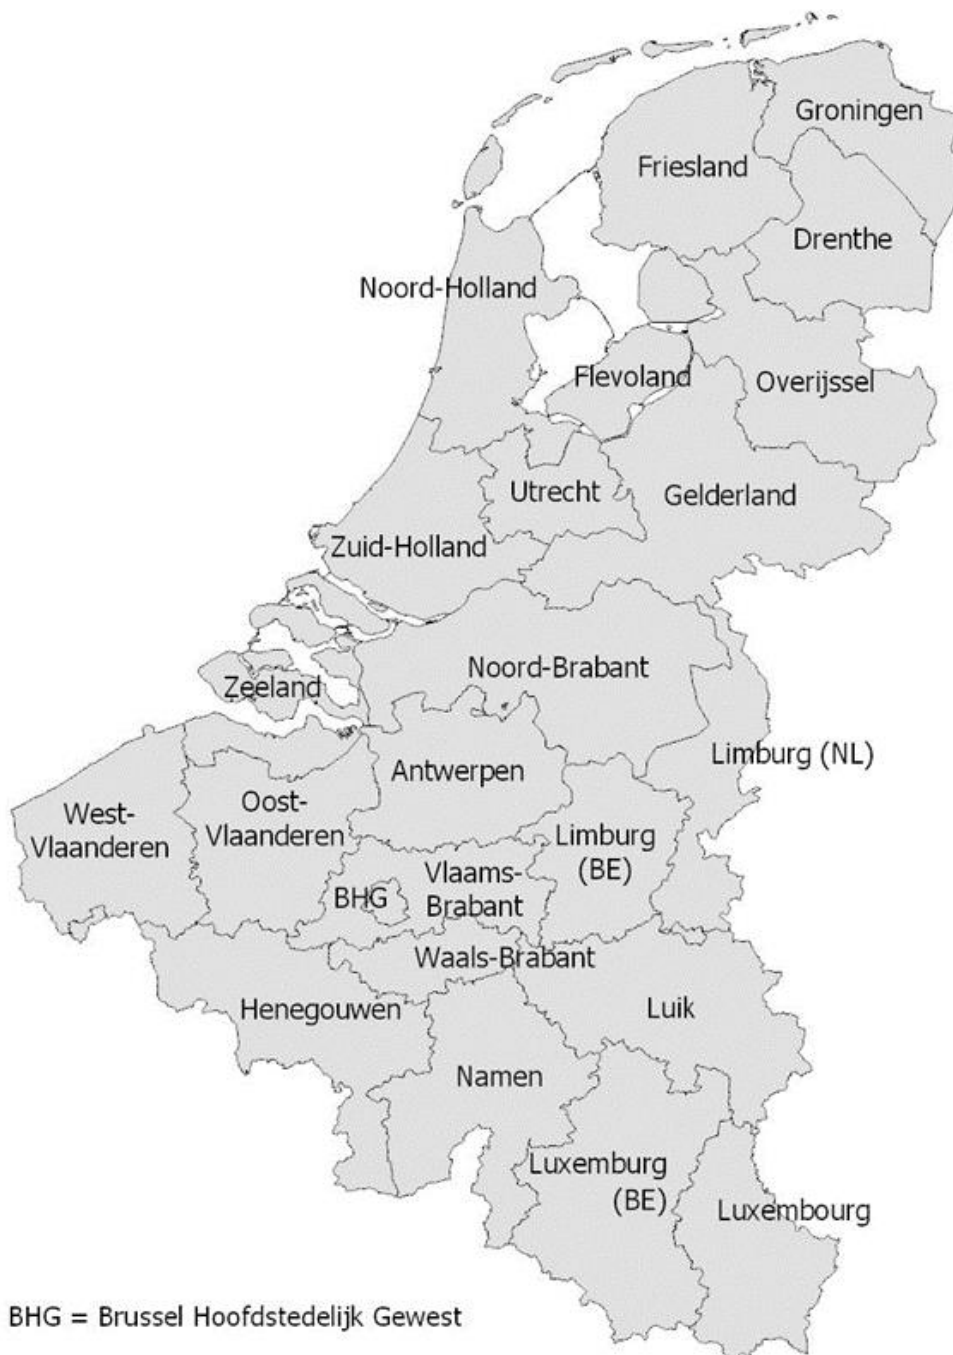 Groningen
Friesland
Drenthe
Noord-Holland
Flevoland
Overijssel
Utrecht
Gelderland
Zuid-Holland
Noord-Brabant
Zeeland
Limburg (NL)
Antwerpen
West-
Vlaanderen
Oost-
Vlaanderen
Limburg
(BE)
BHG
Vlaams-
Brabant
Waals-Brabant
Henegouwen
Luik
Namen
Luxemburg
(BE)
Luxembourg
BHG = Brussel Hoofdstedelijk Gewest